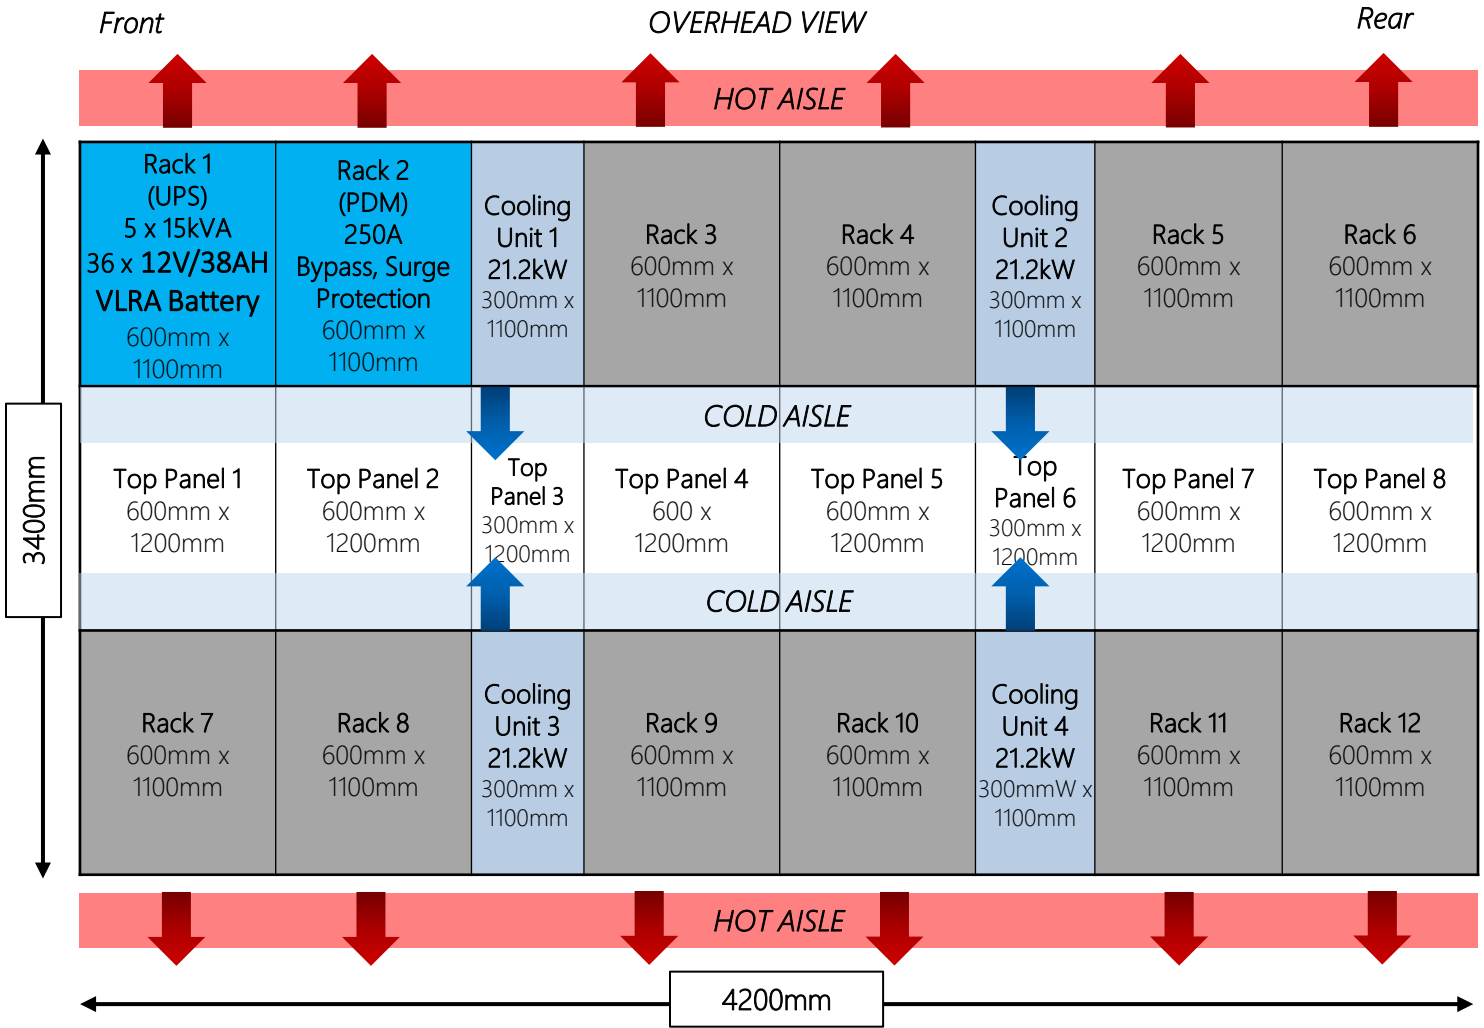 Front
OVERHEAD VIEW
Rear
HOT AISLE
Rack 1
(UPS)
5 x 15kVA
36 x 12V/38AH
VLRA Battery
600mm x
1100mm
Rack 2
(PDM)
250A
Bypass, Surge
Protection
600mm x
1100mm
Cooling
Unit 1
21.2kW
300mm x
1100mm
Rack 3
600mm x
1100mm
Rack 4
600mm x
1100mm
Cooling
Unit 2
21.2kW
300mm x
1100mm
Rack 5
600mm x
1100mm
Rack 6
600mm x
1100mm
COLD AISLE
3400mm
Top Panel 1
600mm x
1200mm
Top Panel 2
600mm x
1200mm
Top
Panel 3
300mm x
1200mm
Top Panel 4
600 x
1200mm
Top Panel 5
600mm x
1200mm
Top
Panel 6
300mm x
1200mm
Top Panel 7
600mm x
1200mm
Top Panel 8
600mm x
1200mm
COLD AISLE
Rack 7
600mm x
1100mm
Rack 8
600mm x
1100mm
Cooling
Unit 3
21.2kW
300mm x
1100mm
Rack 9
600mm x
1100mm
Rack 10
600mm x
1100mm
Cooling
Unit 4
21.2kW
300mmW x
1100mm
Rack 11
600mm x
1100mm
Rack 12
600mm x
1100mm
HOT AISLE
4200mm